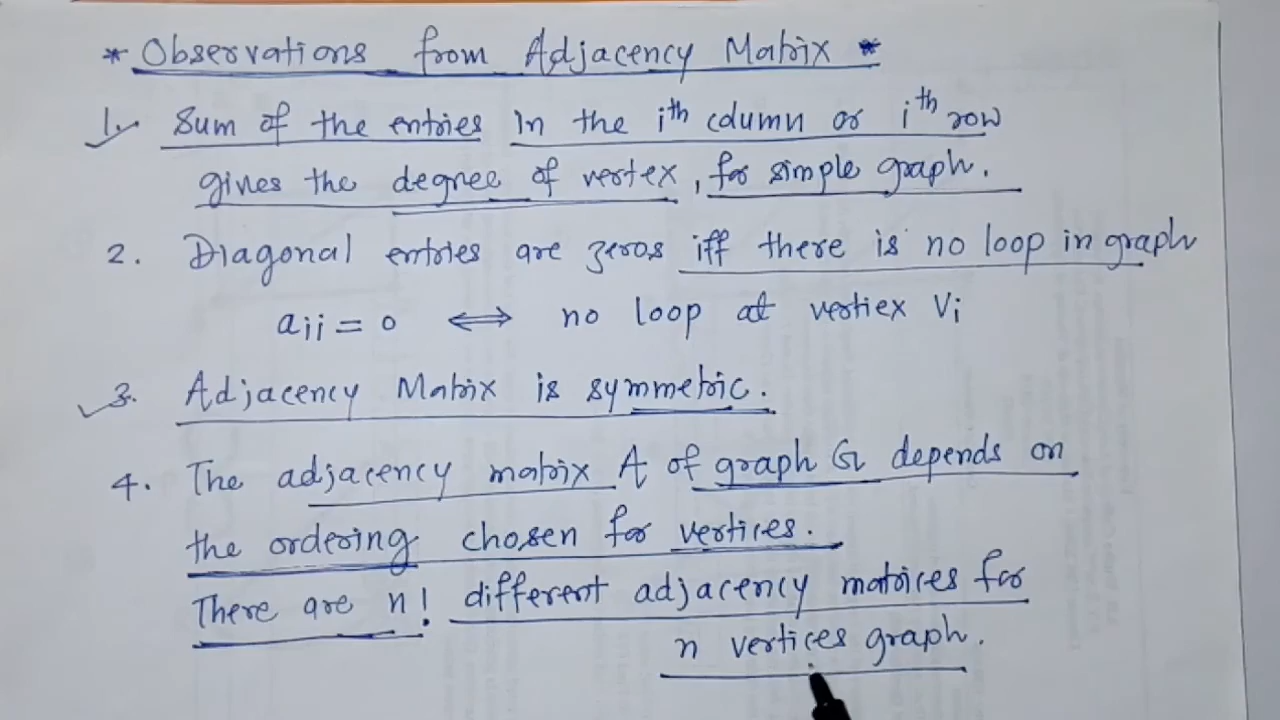 * Observations from Adjacency Matrix *
1. Sum of the entries In the ith column or ith row
gives the degree of vertex, for simple graph.
2. Diagonal entries are zeros iff there is no loop in graph
aii = 0 ⟺ no loop at vertiex Vi
3. Adjacency Matrix is symmetric.
4. The adjacency matrix A of graph G depends on
the ordering chosen for vertices.
There are n! different adjacency matrices for
n vertices graph.